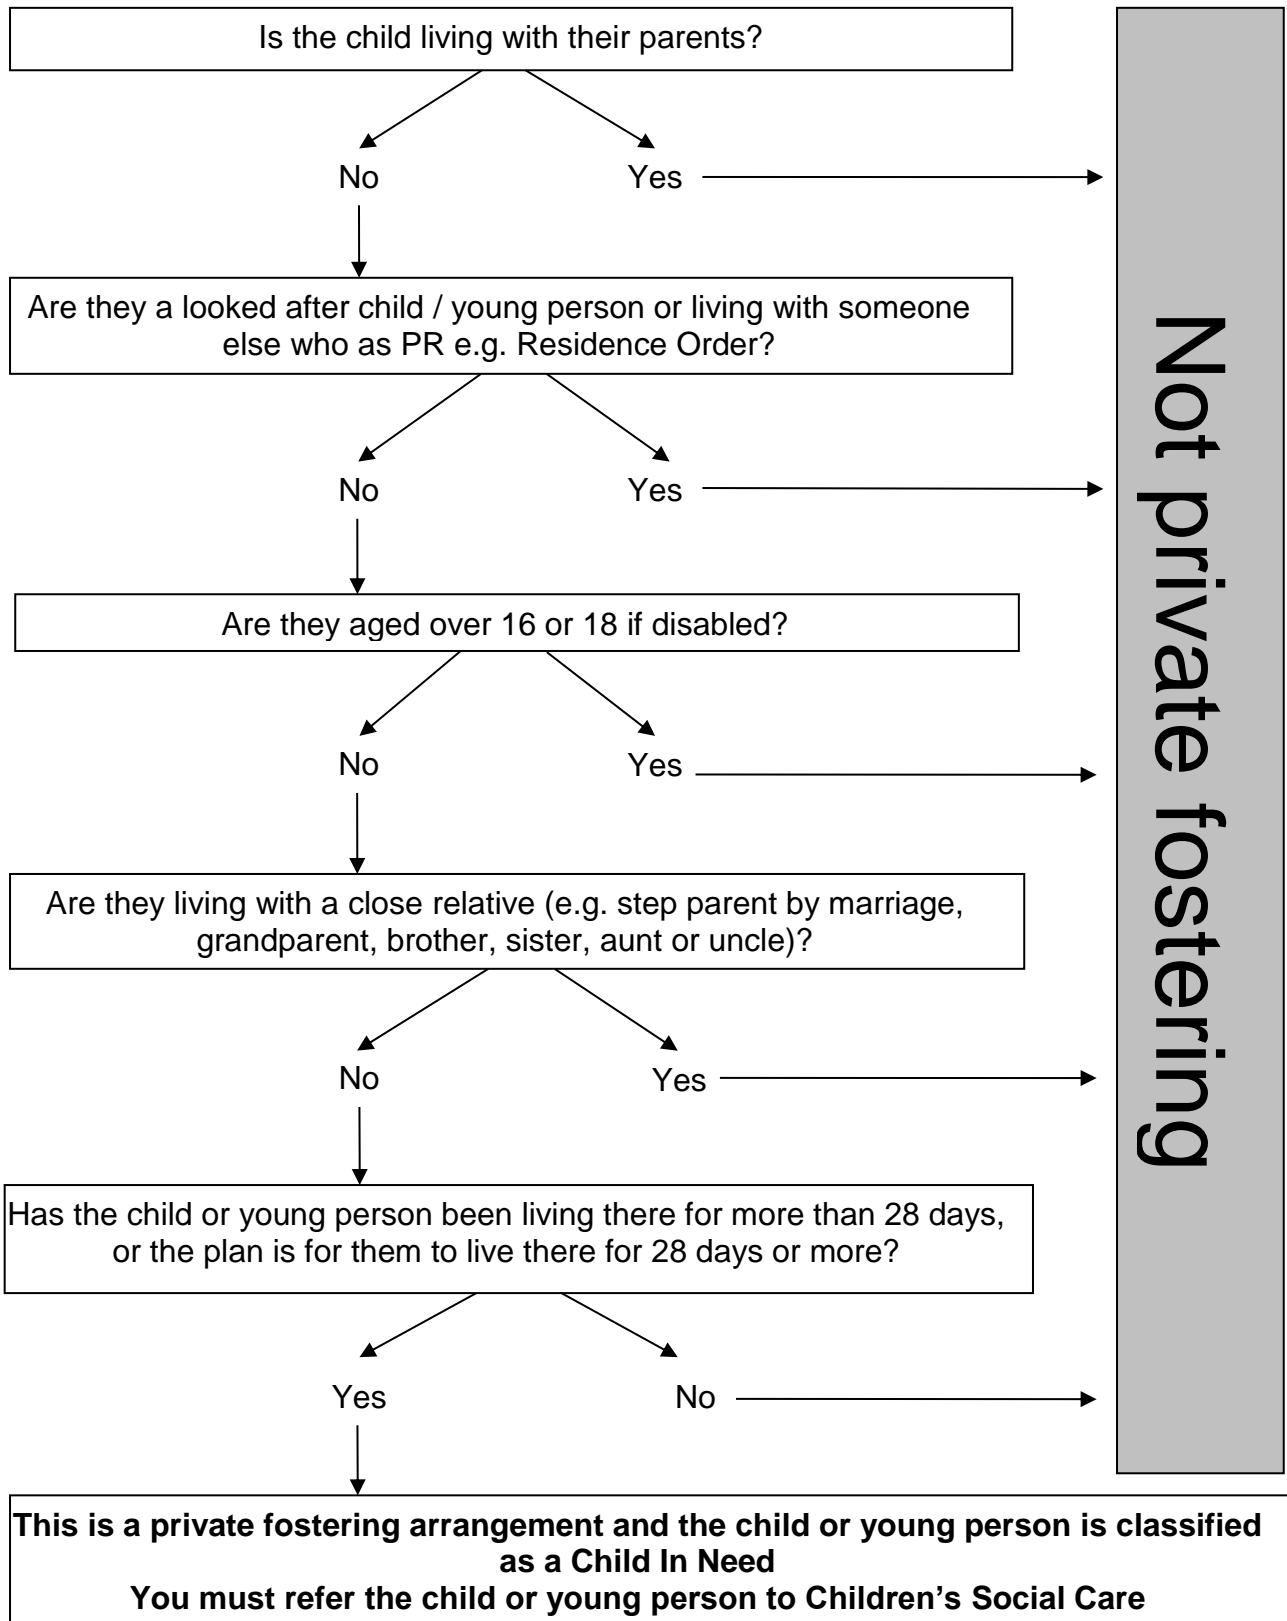 Is the child living with their parents?
No
Yes
Are they a looked after child / young person or living with someone
else who as PR e.g. Residence Order?
No
Yes
Are they aged over 16 or 18 if disabled?
No
Yes
Are they living with a close relative (e.g. step parent by marriage,
grandparent, brother, sister, aunt or uncle)?
No
Yes
Has the child or young person been living there for more than 28 days,
or the plan is for them to live there for 28 days or more?
Yes
No
This is a private fostering arrangement and the child or young person is classified
as a Child In Need
You must refer the child or young person to Children’s Social Care
Not private fostering